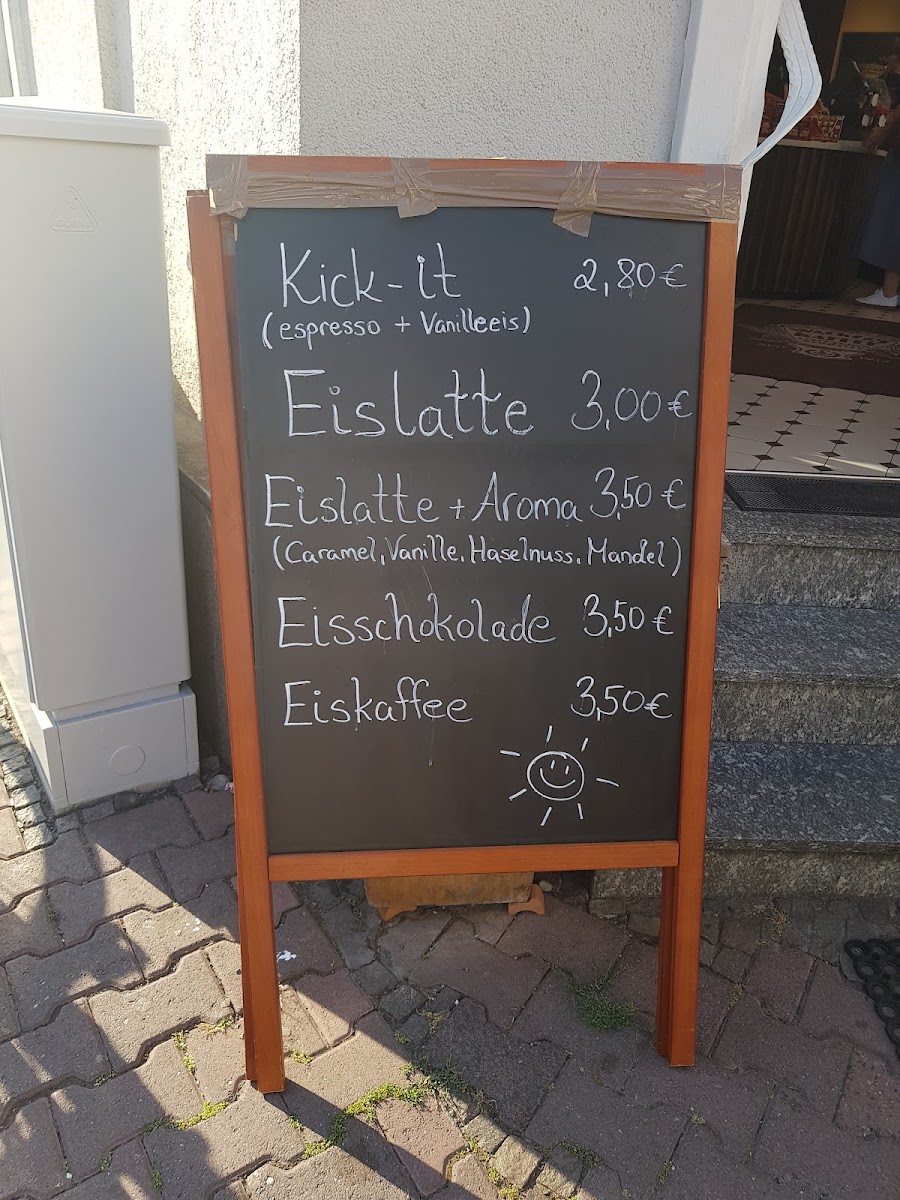 Kick-it 2,80€
(espresso + Vanilleeis)
Eislatte 3,00€
Eislatte + Aroma 3,50€
(Caramel, Vanille, Haselnuss, Mandel)
Eisschokolade 3,50€
Eiskaffee 3,50€